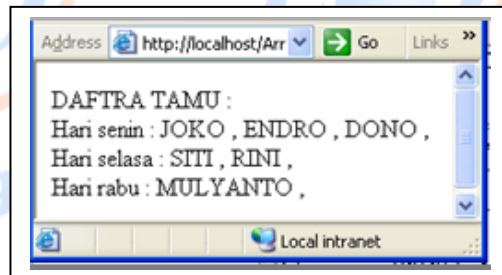 Address http://localhost/Arr Go Links »
DAFTRA TAMU :
Hari senin : JOKO , ENDRO , DONO ,
Hari selasa : SITI , RINI ,
Hari rabu : MULYANTO ,
Local intranet